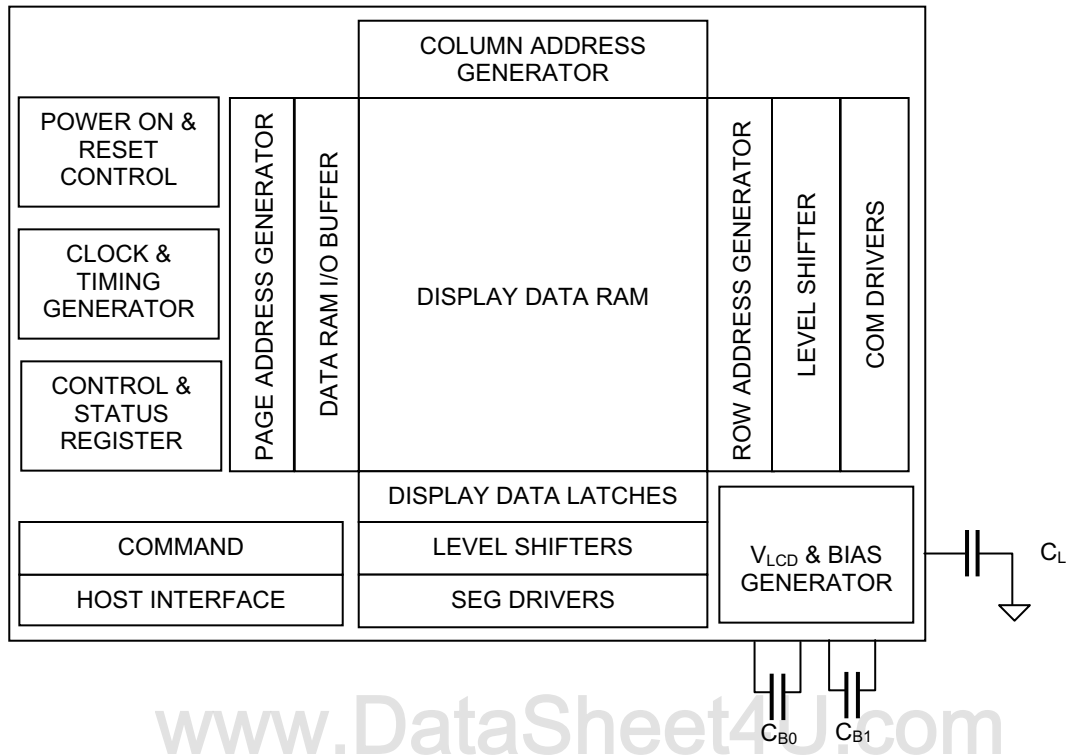 COLUMN ADDRESS
GENERATOR
POWER ON &
RESET
CONTROL
CLOCK &
TIMING
GENERATOR
CONTROL &
STATUS
REGISTER
PAGE ADDRESS GENERATOR
DATA RAM I/O BUFFER
DISPLAY DATA RAM
ROW ADDRESS GENERATOR
LEVEL SHIFTER
COM DRIVERS
DISPLAY DATA LATCHES
COMMAND
LEVEL SHIFTERS
HOST INTERFACE
SEG DRIVERS
VLCD & BIAS
GENERATOR
CL
CB0
CB1
www.DataSheet4U.com